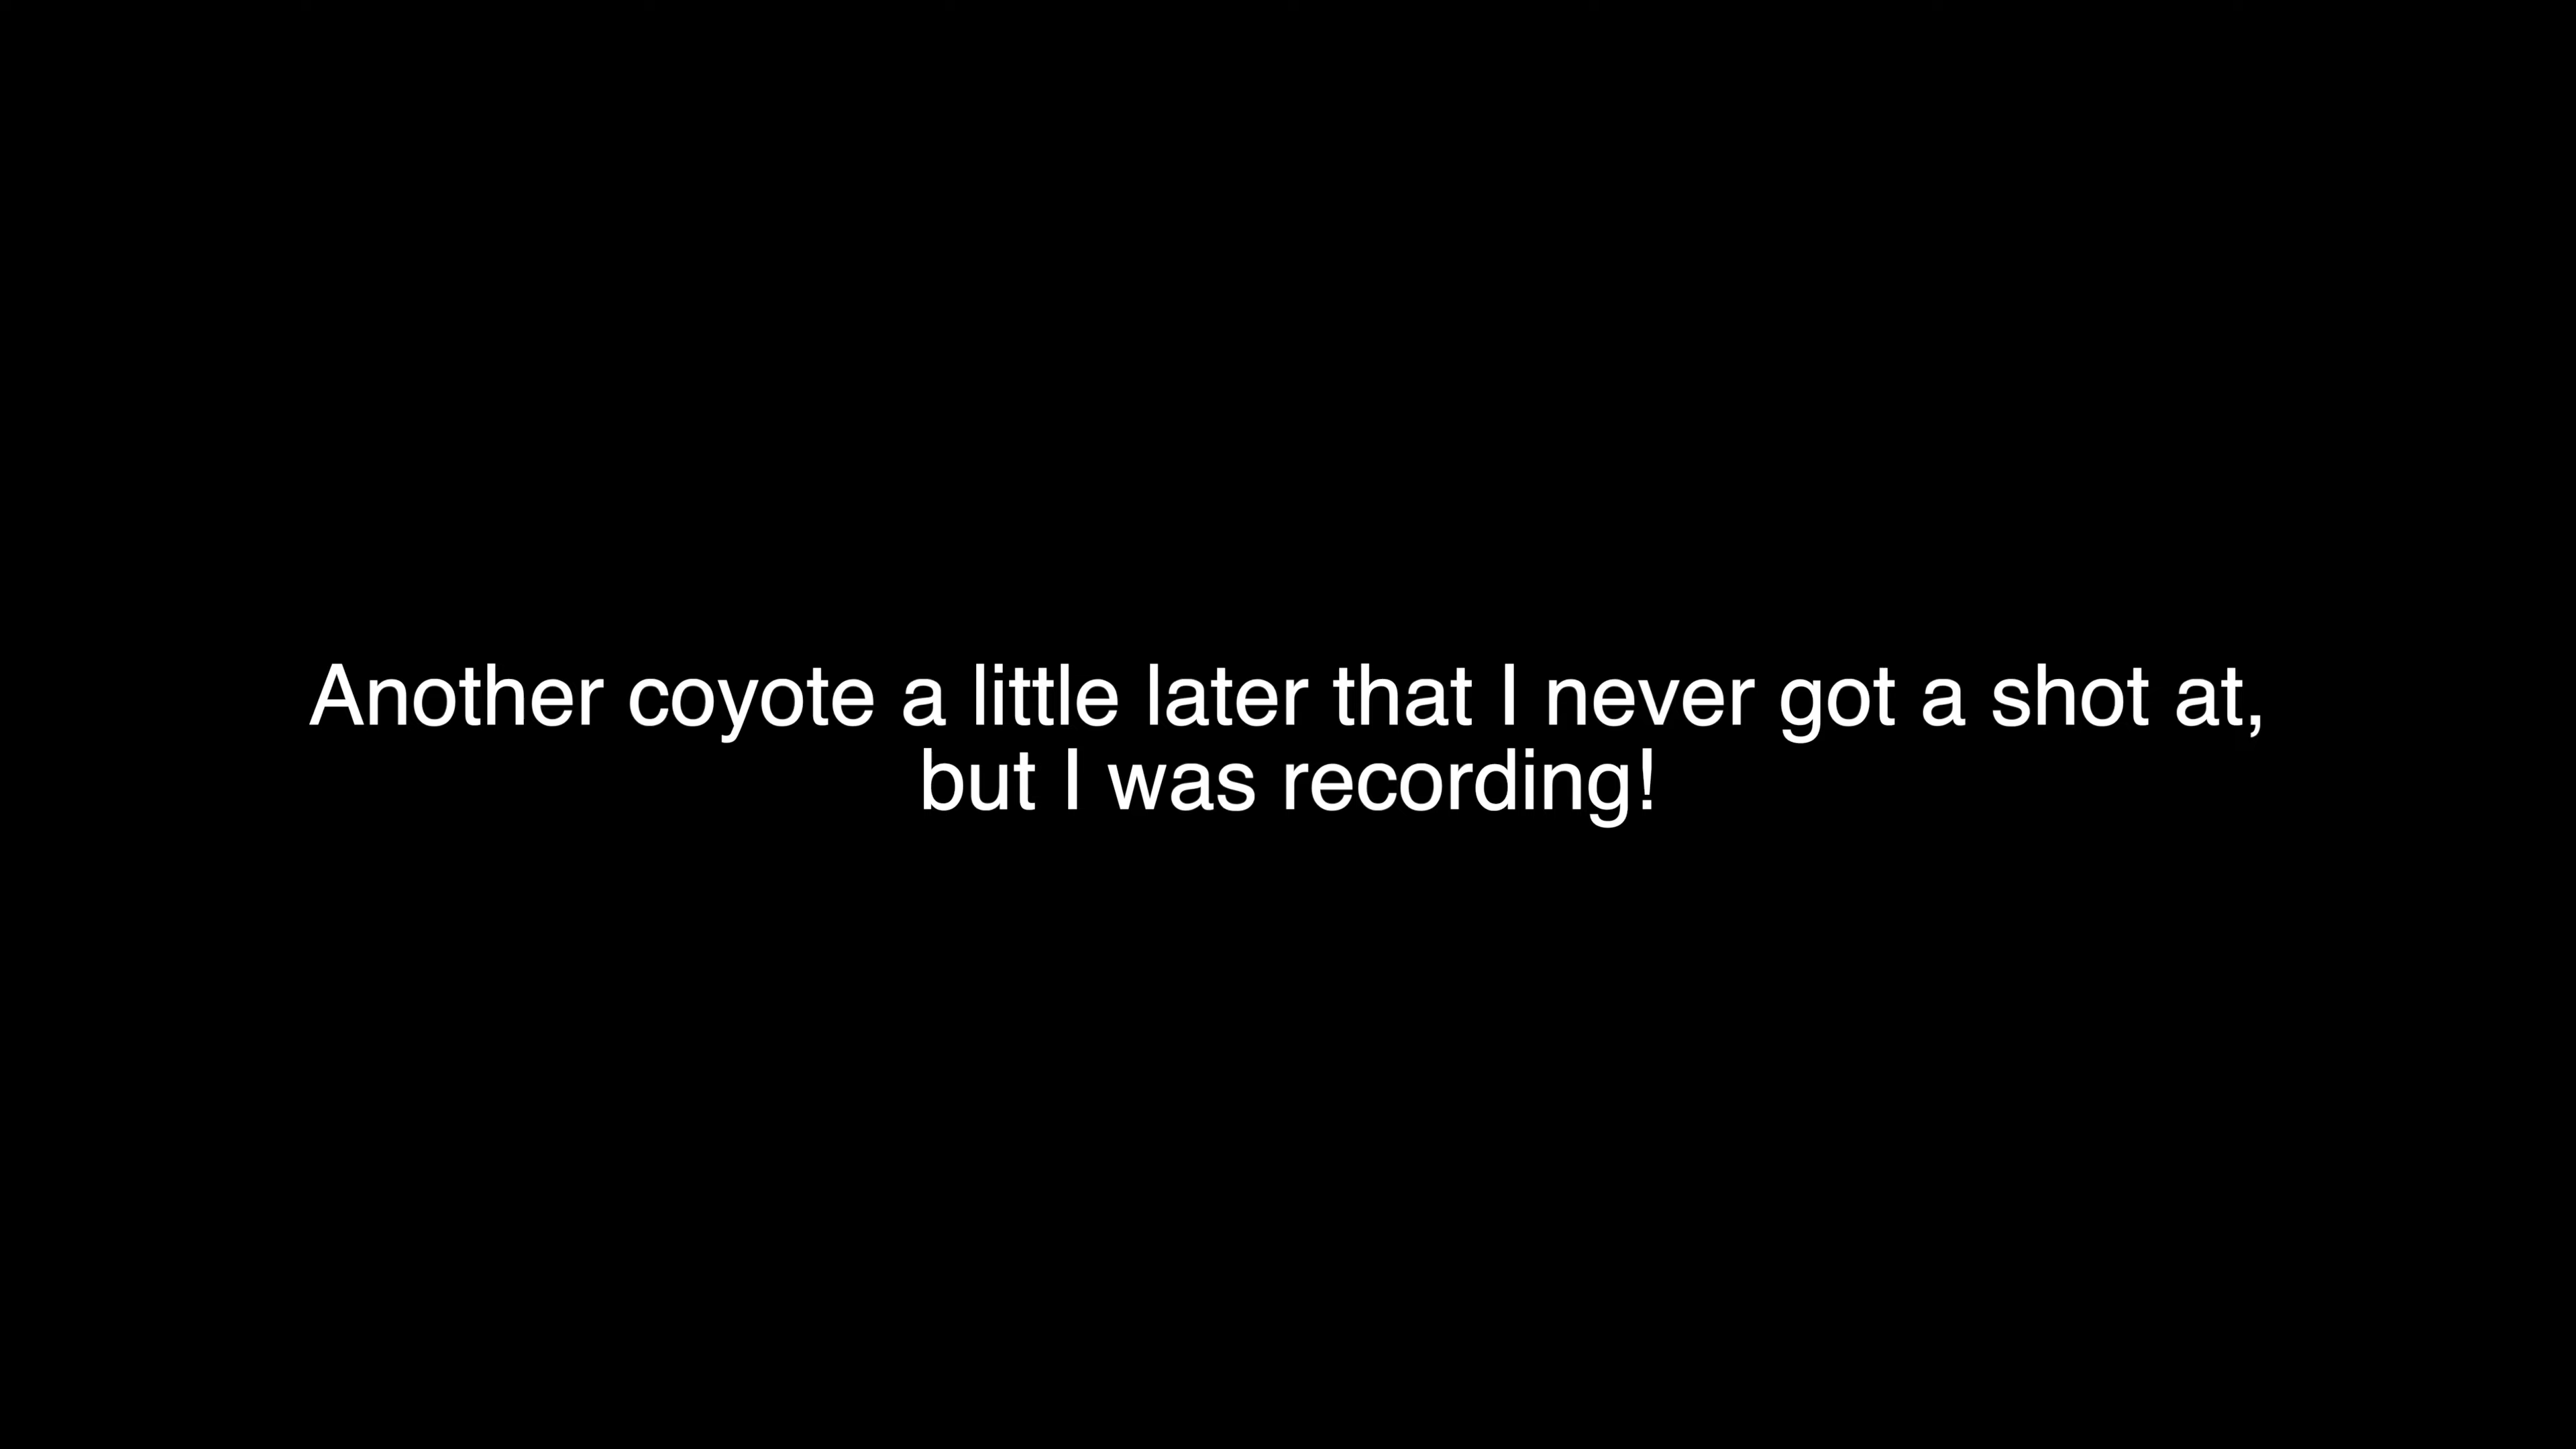 Another coyote a little later that I never got a shot at,
but I was recording!